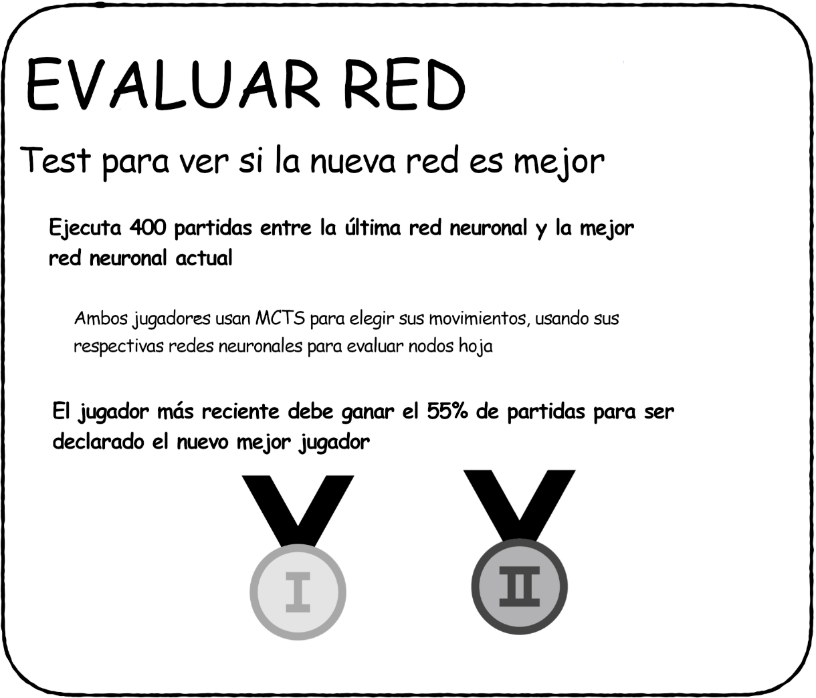 EVALUAR RED
Test para ver si la nueva red es mejor
Ejecuta 400 partidas entre la última red neuronal y la mejor
red neuronal actual
Ambos jugadores usan MCTS para elegir sus movimientos, usando sus
respectivas redes neuronales para evaluar nodos hoja
El jugador más reciente debe ganar el 55% de partidas para ser
declarado el nuevo mejor jugador
I II